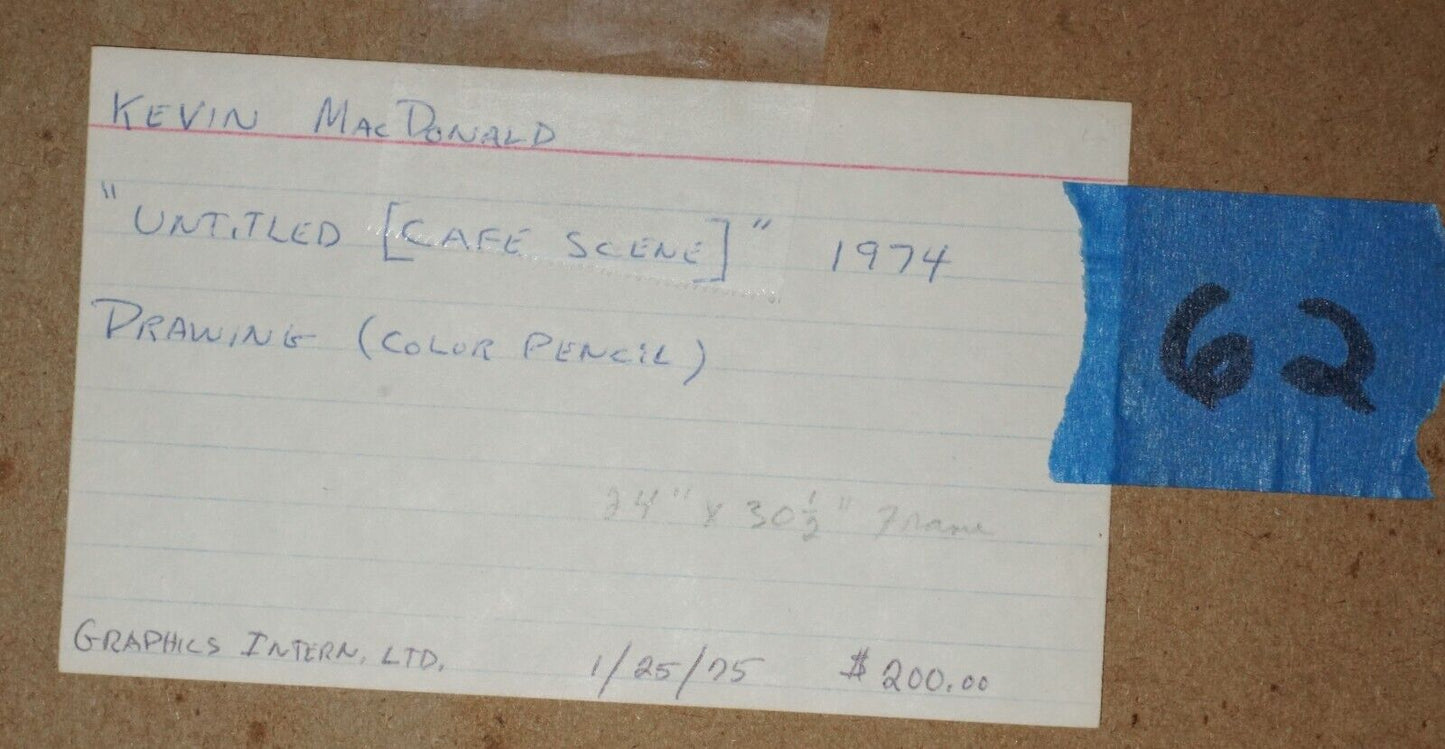 KEVIN MACDONALD
"UNTITLED [CAFE SCENE]" 1974
DRAWING (COLOR PENCIL)
62
24" x 30½" Frame
GRAPHICS INTERN. LTD. 1/25/75 $200.00